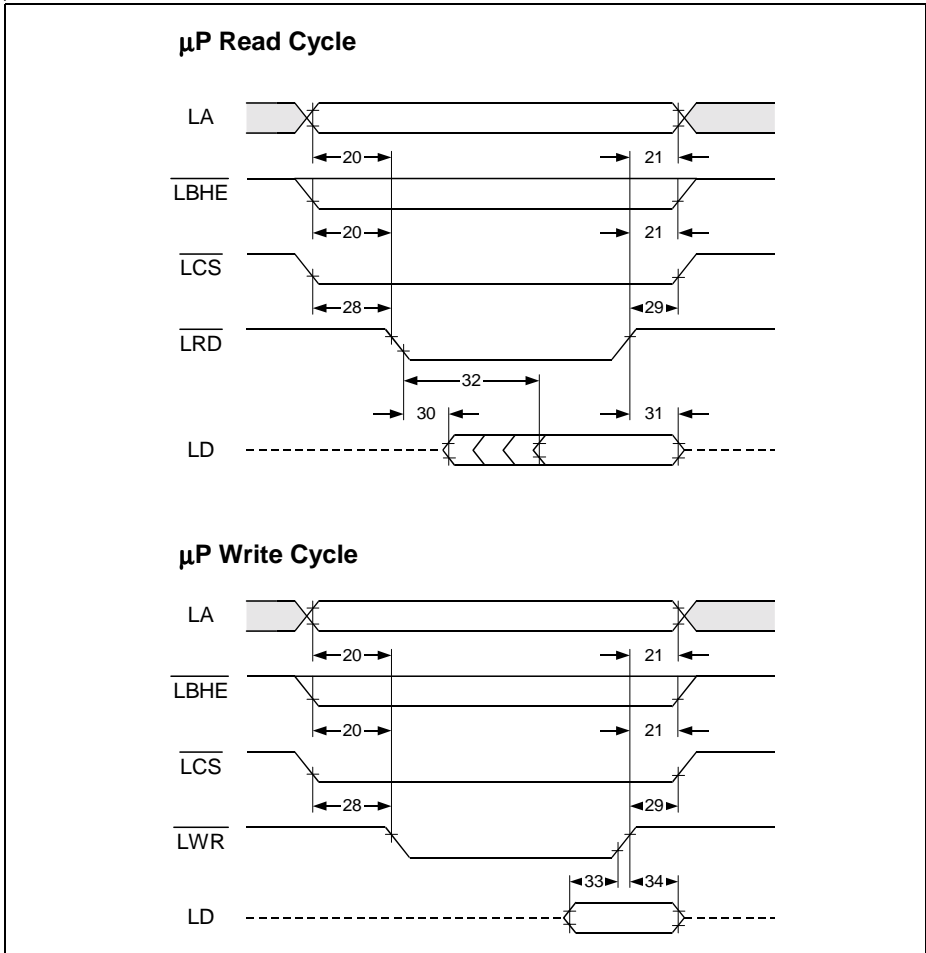 µP Read Cycle
LA
20
21
LBHE
20
21
LCS
28
29
LRD
32
30
31
LD
µP Write Cycle
LA
20
21
LBHE
20
21
LCS
28
29
LWR
33
34
LD